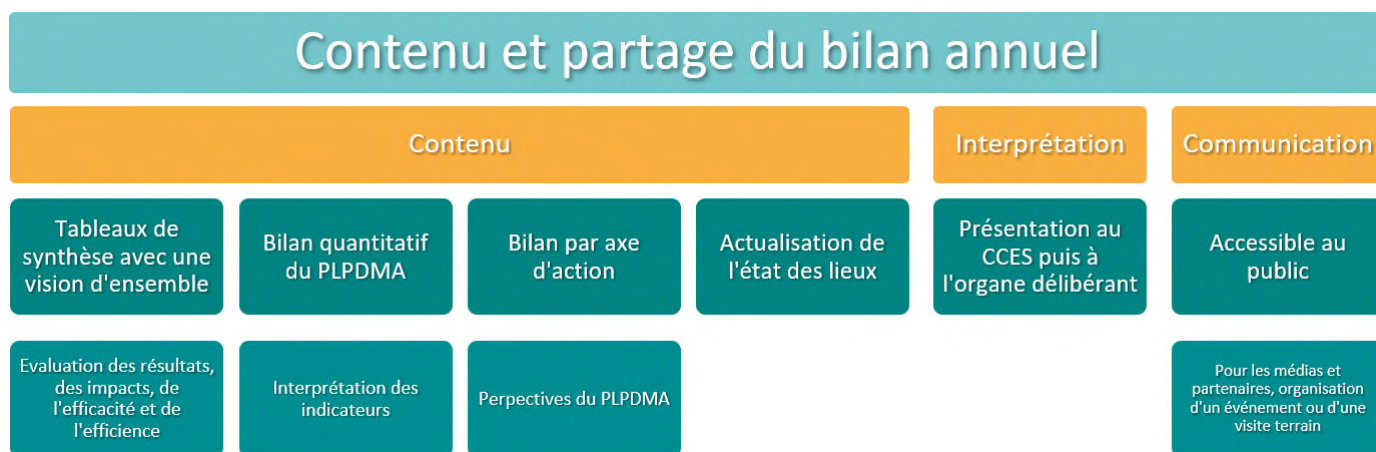 Contenu et partage du bilan annuel
Contenu
Interprétation
Communication
Tableaux de
synthèse avec une
vision d'ensemble
Bilan quantitatif
du PLPDMA
Bilan par axe
d'action
Actualisation de
l'état des lieux
Présentation au
CCES puis à
l'organe délibérant
Accessible au
public
Evaluation des résultats,
des impacts, de
l'efficacité et de
l'efficience
Interprétation des
indicateurs
Perpectives du PLPDMA
Pour les médias et
partenaires, organisation
d'un événement ou d'une
visite terrain